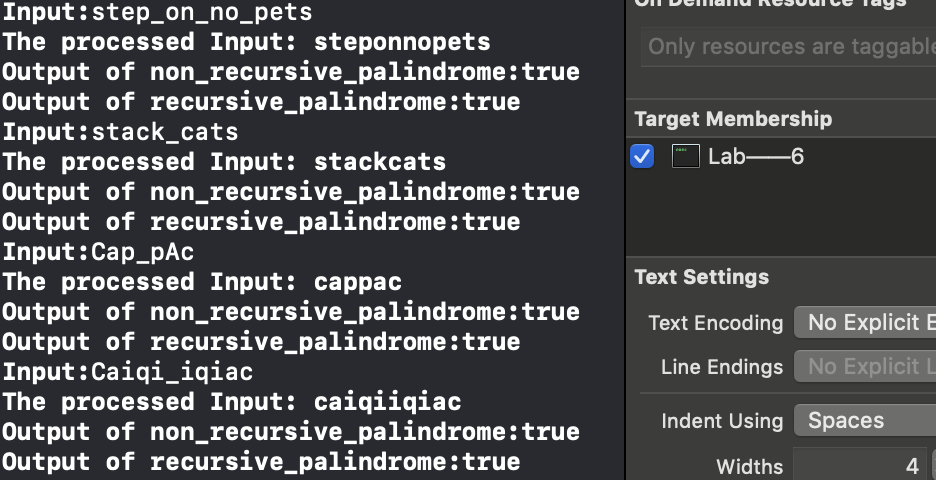 Input:step_on_no_pets
The processed Input: steponnopets
Output of non_recursive_palindrome:true
Output of recursive_palindrome:true
Input:stack_cats
The processed Input: stackcats
Output of non_recursive_palindrome:true
Output of recursive_palindrome:true
Input:Cap_pAc
The processed Input: cappac
Output of non_recursive_palindrome:true
Output of recursive_palindrome:true
Input:Caiqi_iqiac
The processed Input: caiqiiqiac
Output of non_recursive_palindrome:true
Output of recursive_palindrome:true
On Demand Resource Tags
Only resources are taggable
Target Membership
Lab——6
Text Settings
Text Encoding No Explicit E
Line Endings No Explicit L
Indent Using Spaces
Widths 4